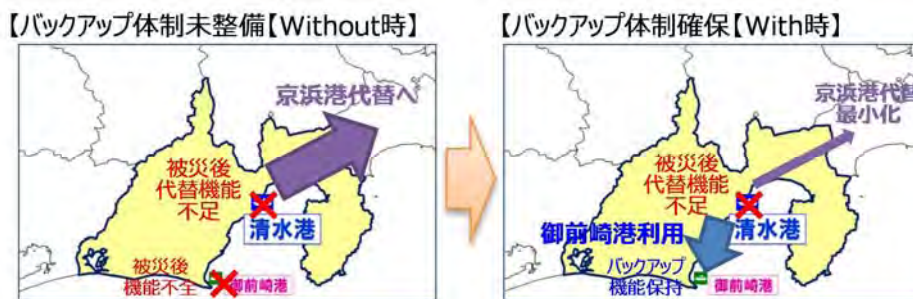 【バックアップ体制未整備【Without時】
京浜港代替へ
被災後
代替機能
不足
清水港
被災後
機能不全
御前崎港
【バックアップ体制確保【With時】
京浜港代替
最小化
被災後
代替機能
不足
清水港
御前崎港利用
バックアップ
機能保持
御前崎港